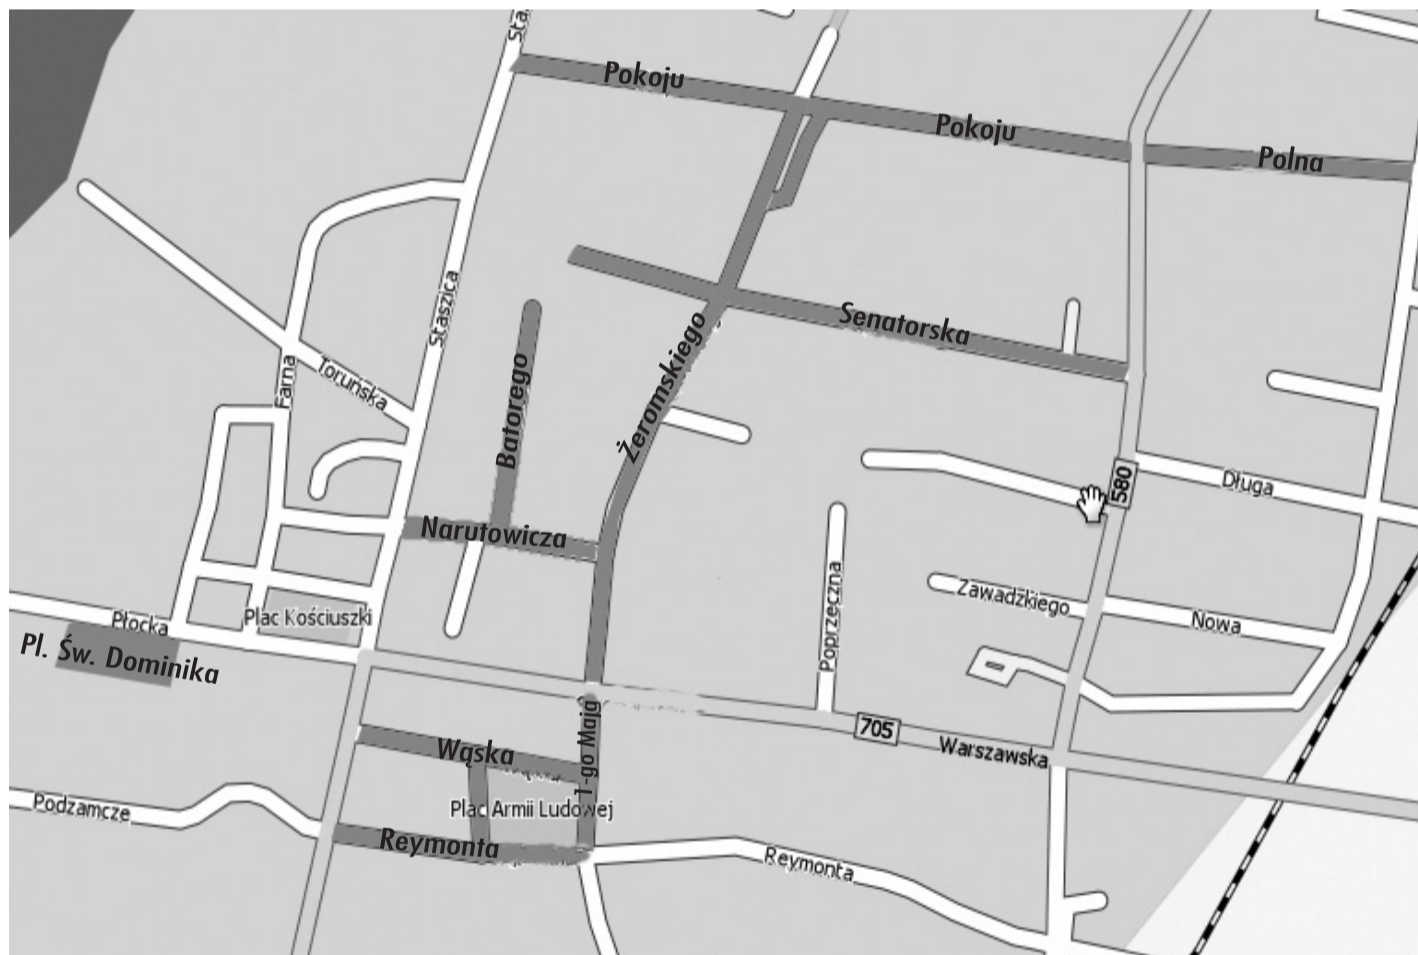 Sta
Pokoju
Pokoju
Polna
Staszica
Senatorska
Żeromskiego
Batorego
Farna
Toruńska
580
Długa
Narutowicza
Zawadzkiego
Nowa
Poprzeczna
Plac Kościuszki
Płocka
Pl. Św. Dominika
1-go Maja
705
Warszawska
Wąska
Plac Armii Ludowej
Podzamcze
Reymonta
Reymonta